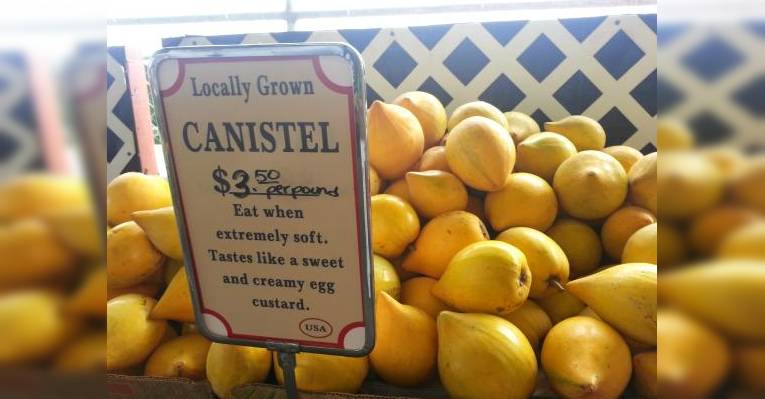 Locally Grown
CANISTEL
$3.50 per pound
Eat when
extremely soft.
Tastes like a sweet
and creamy egg
custard.
USA